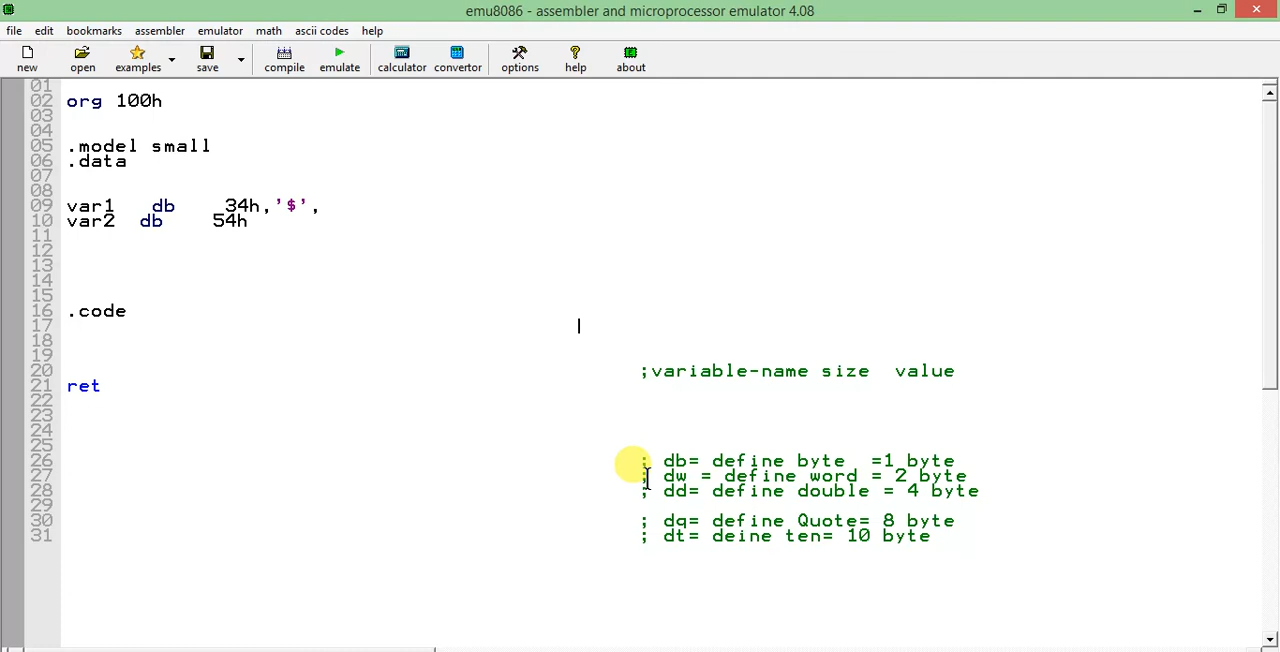 emu8086 - assembler and microprocessor emulator 4.08
file edit bookmarks assembler emulator math ascii codes help
new open examples save compile emulate calculator convertor options help about
01
02 org 100h
03
04
05 .model small
06 .data
07
08
09 var1 db 34h,'$',
10 var2 db 54h
11
12
13
14
15
16 .code
17
18
19
20 ;variable-name size value
21 ret
22
23
24
25
26 ; db= define byte =1 byte
27 ; dw = define word = 2 byte
28 ; dd= define double = 4 byte
29
30 ; dq= define Quote= 8 byte
31 ; dt= deine ten= 10 byte